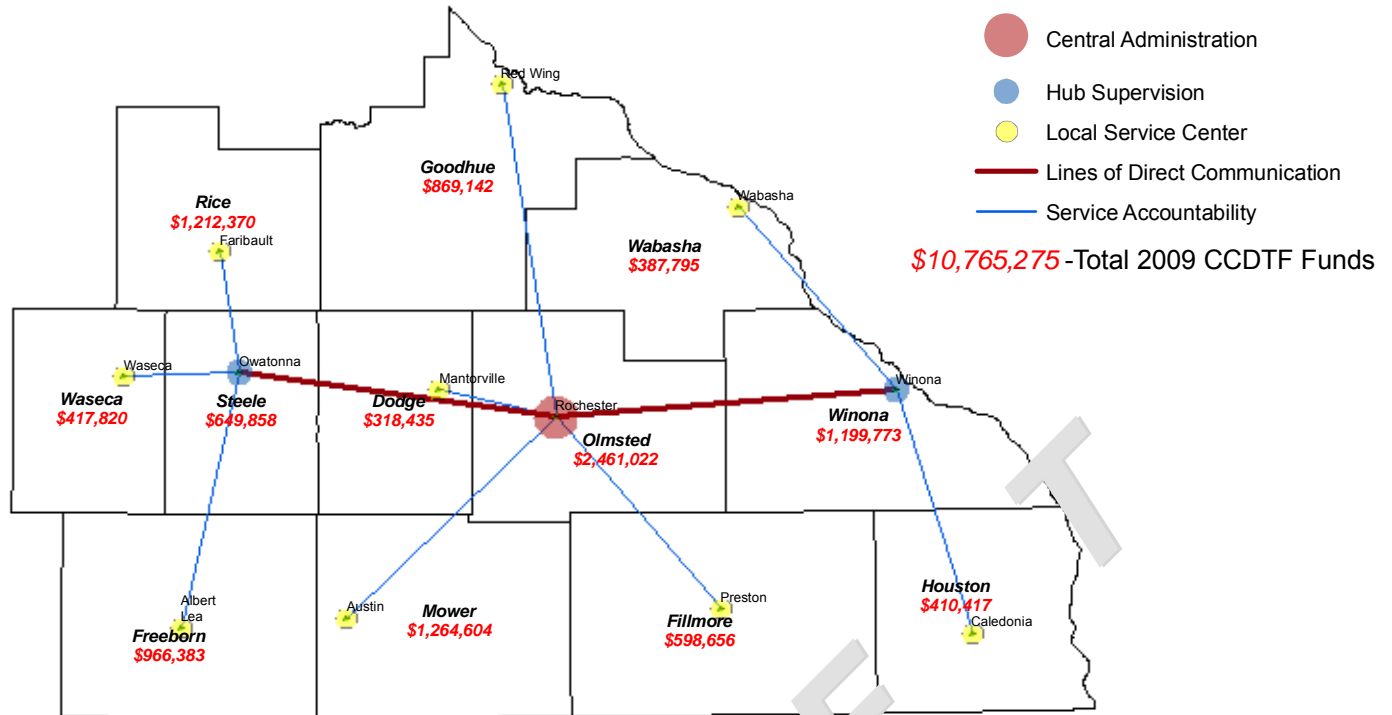 Central Administration
Hub Supervision
Local Service Center
Lines of Direct Communication
Service Accountability
$10,765,275 -Total 2009 CCDTF Funds
Red Wing
Goodhue
$869,142
Rice
$1,212,370
Faribault
Wabasha
Wabasha
$387,795
Waseca
Waseca
$417,820
Owatonna
Steele
$649,858
Mantorville
Dodge
$318,435
Rochester
Olmsted
$2,461,022
Winona
Winona
$1,199,773
Albert
Lea
Freeborn
$966,383
Austin
Mower
$1,264,604
Preston
Fillmore
$598,656
Houston
$410,417
Caledonia
F
T